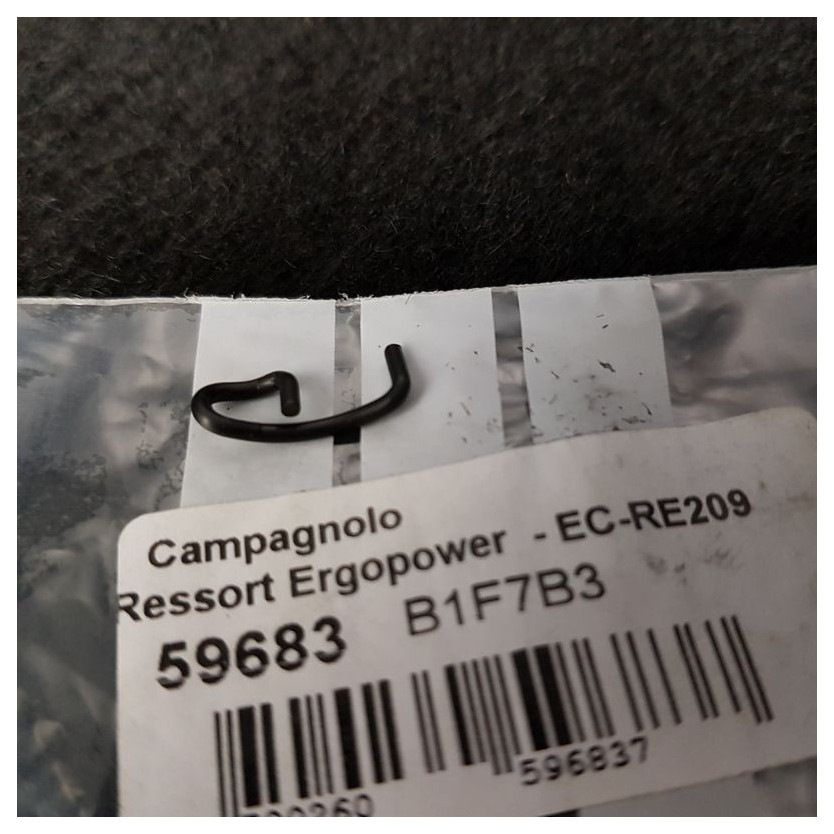 Campagnolo
Ressort Ergopower - EC-RE209
59683 B1F7B3
596837